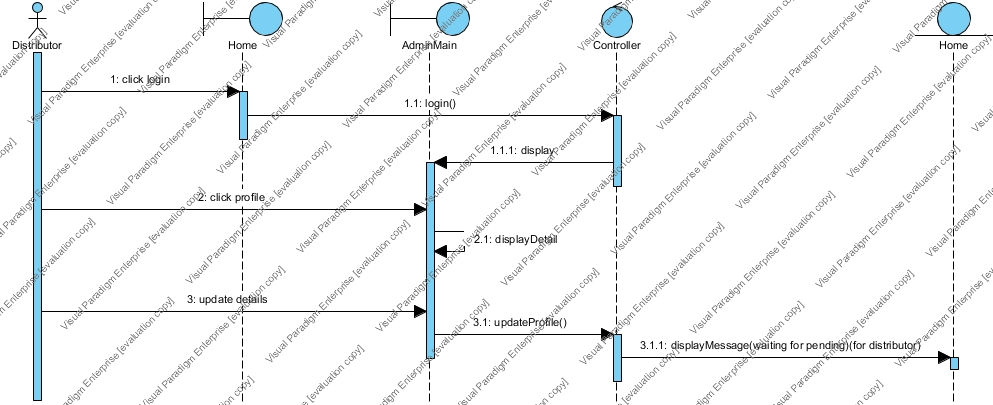 Distributor
Home
AdminMain
Controller
Home
1: click login
1.1: login()
1.1.1: display
2: click profile
2.1: displayDetail
3: update details
3.1: updateProfile()
3.1.1: displayMessage(waiting for pending)(for distributor)
Visual Paradigm Enterprise [evaluation copy]